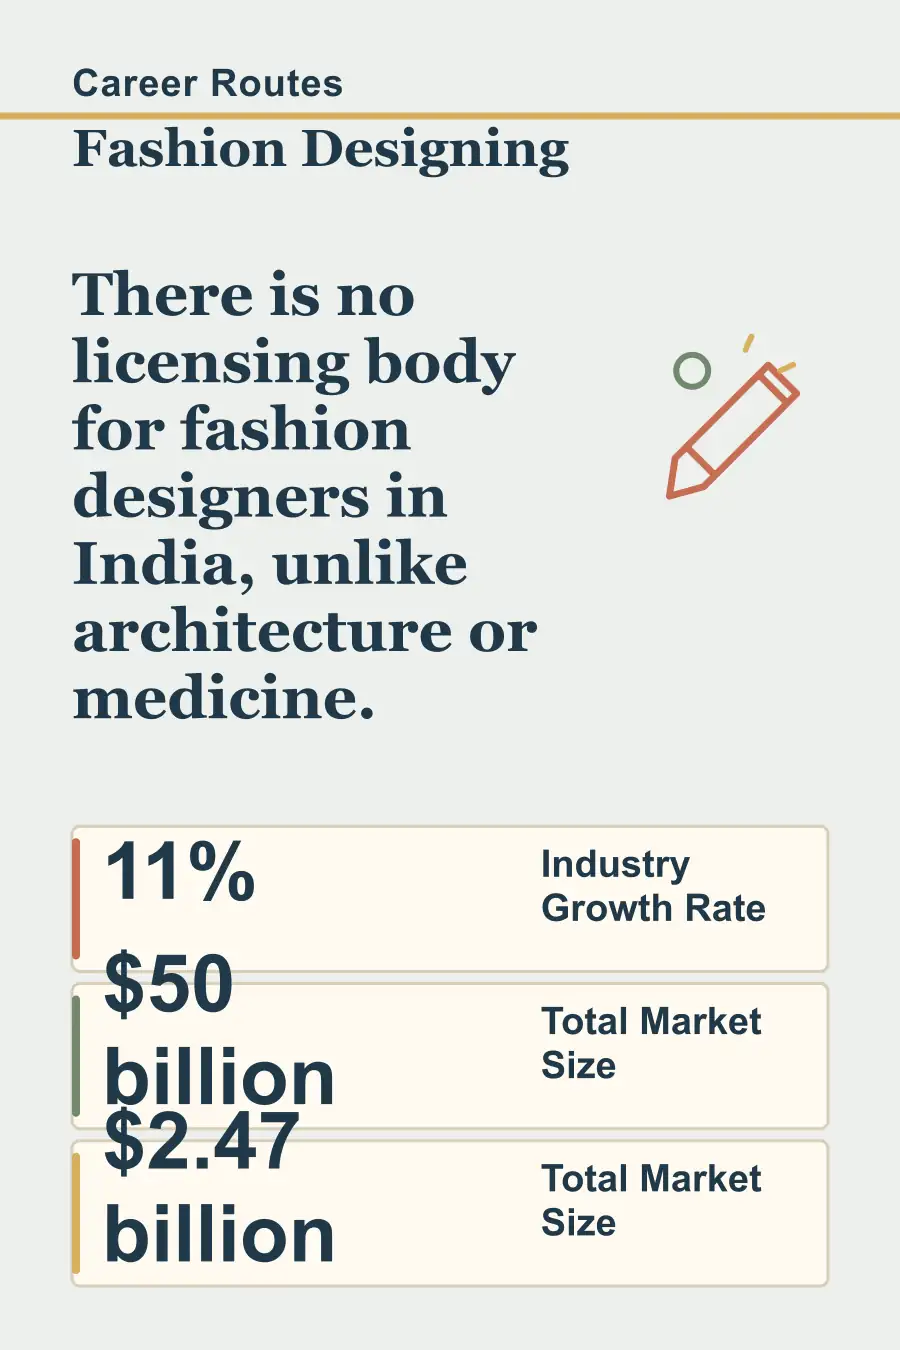 Career Routes
Fashion Designing
There is no
licensing body
for fashion
designers in
India, unlike
architecture or
medicine.
11%
Industry
Growth Rate
$50
billion
Total Market
Size
$2.47
billion
Total Market
Size